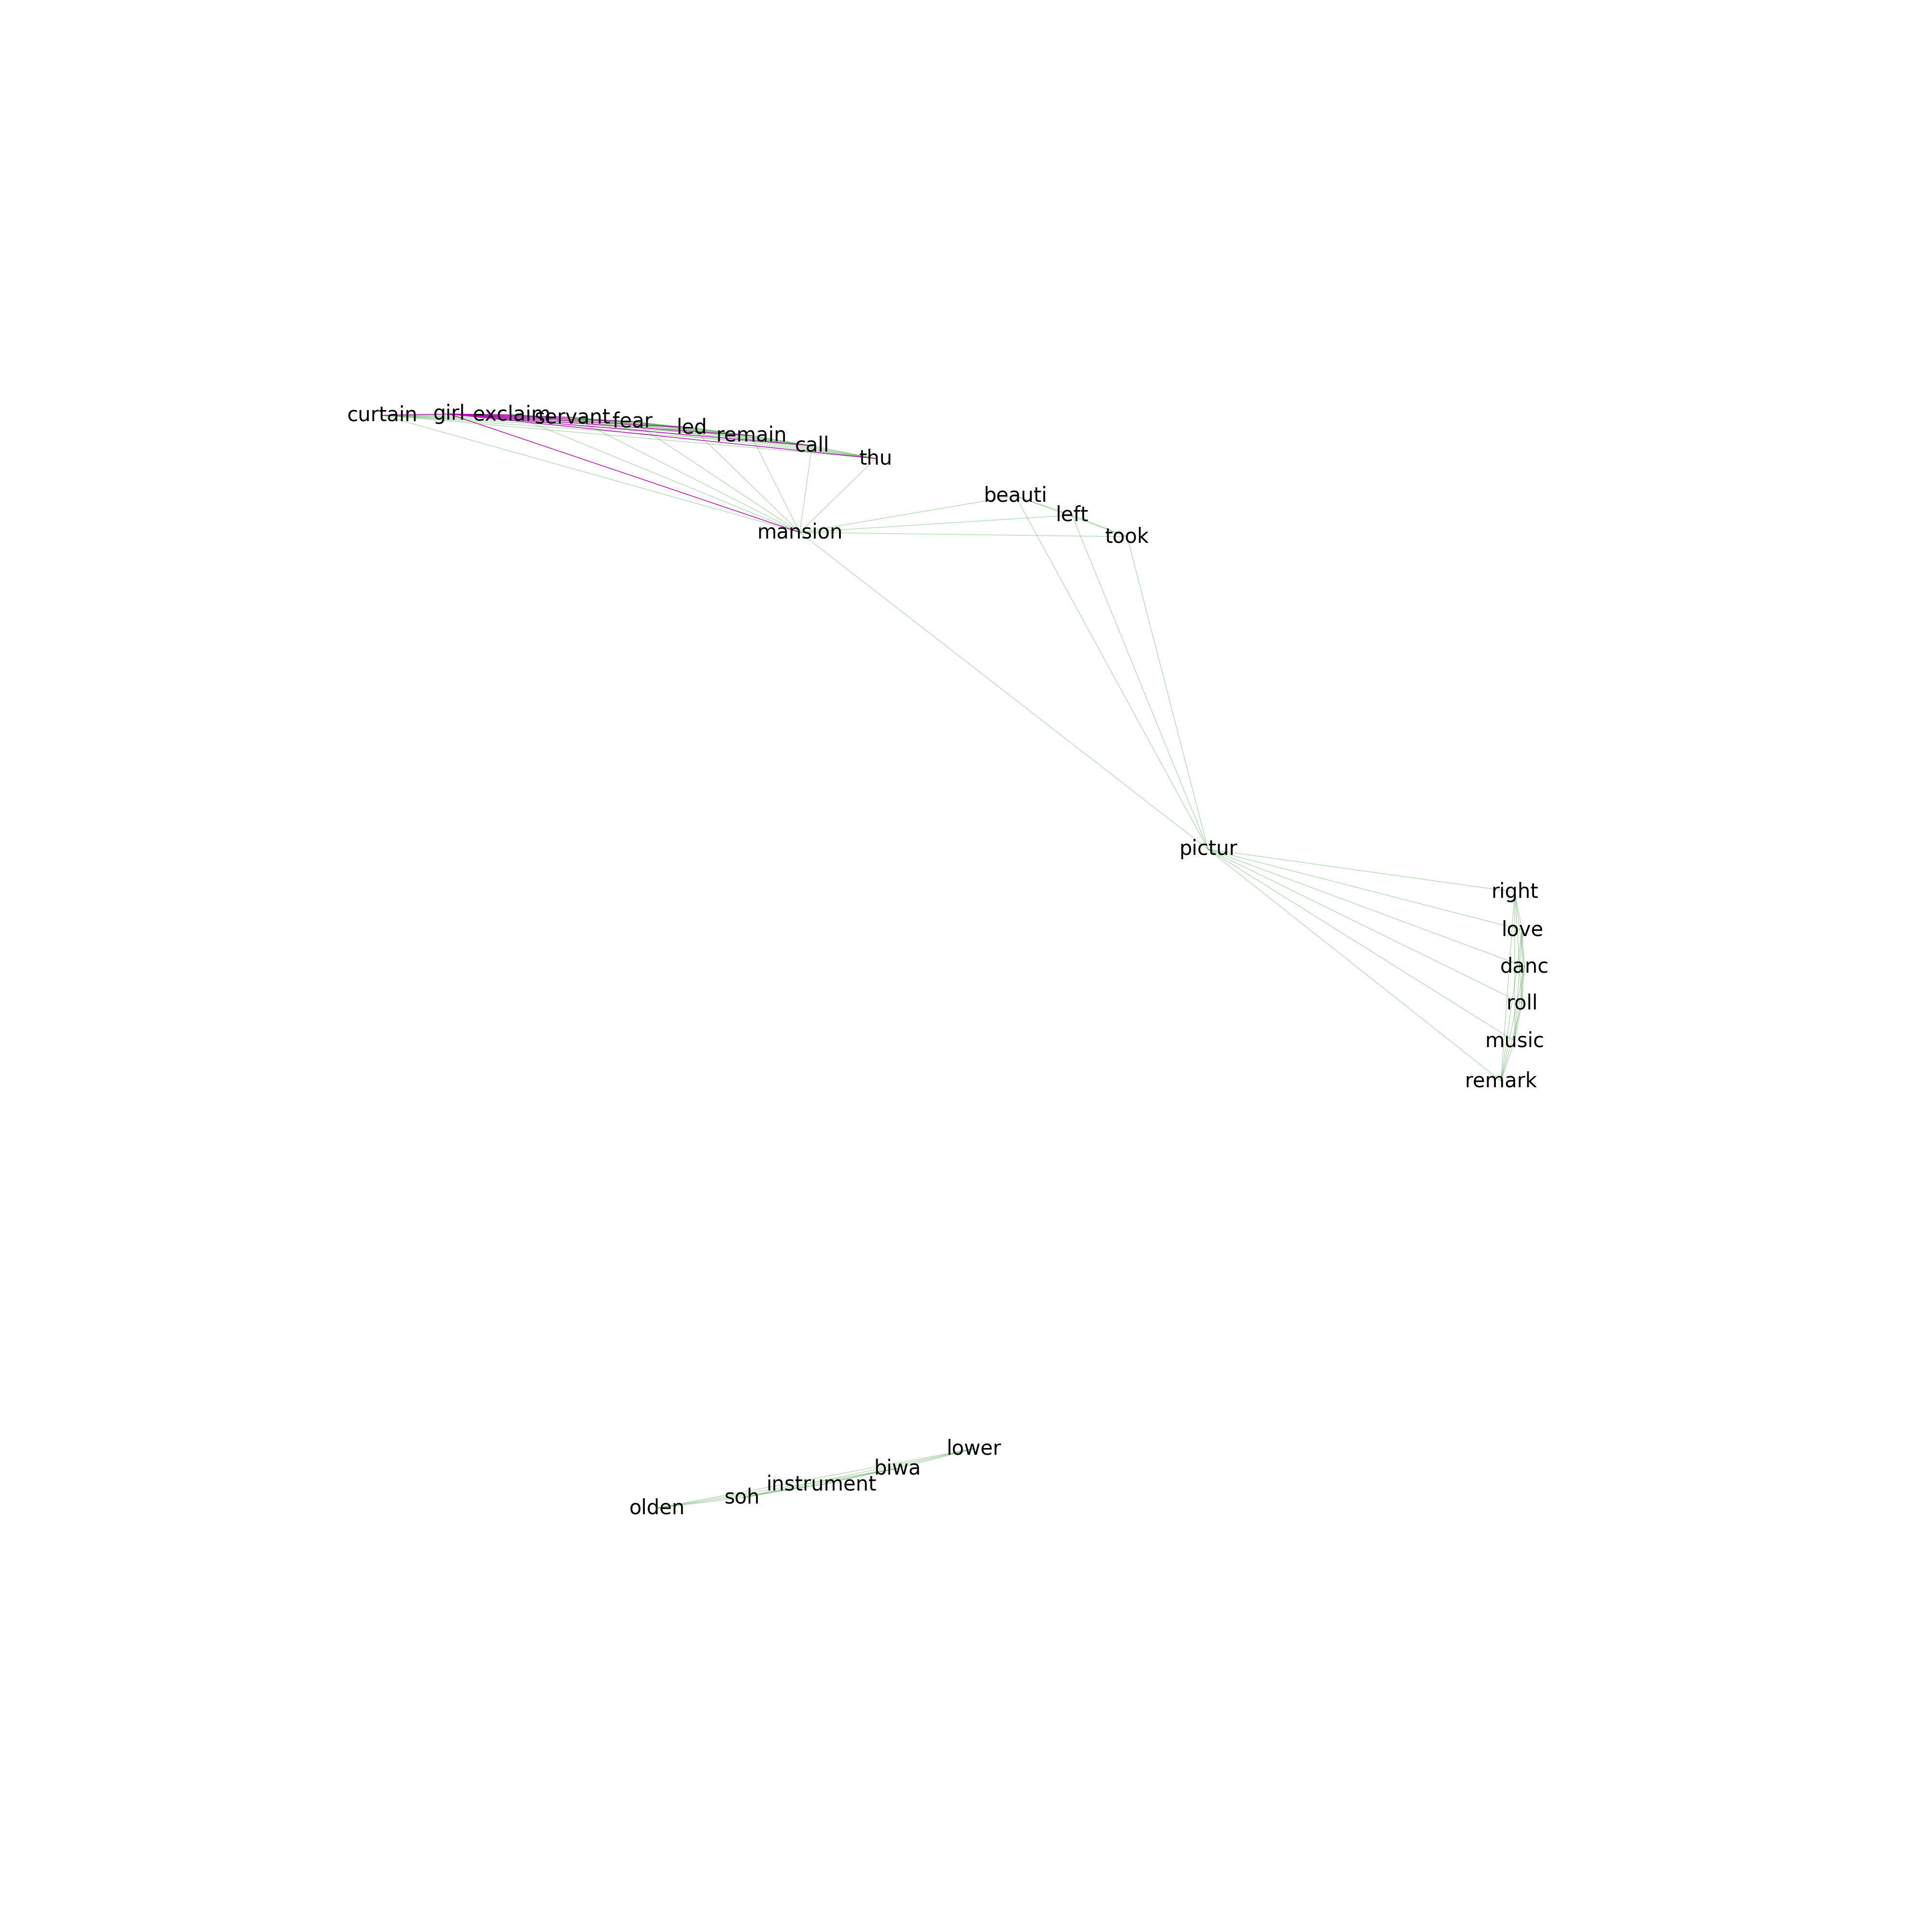 curtain
girl
exclaim
servant
fear
led
remain
call
thu
beauti
left
mansion
took
pictur
right
love
danc
roll
music
remark
lower
biwa
instrument
soh
olden